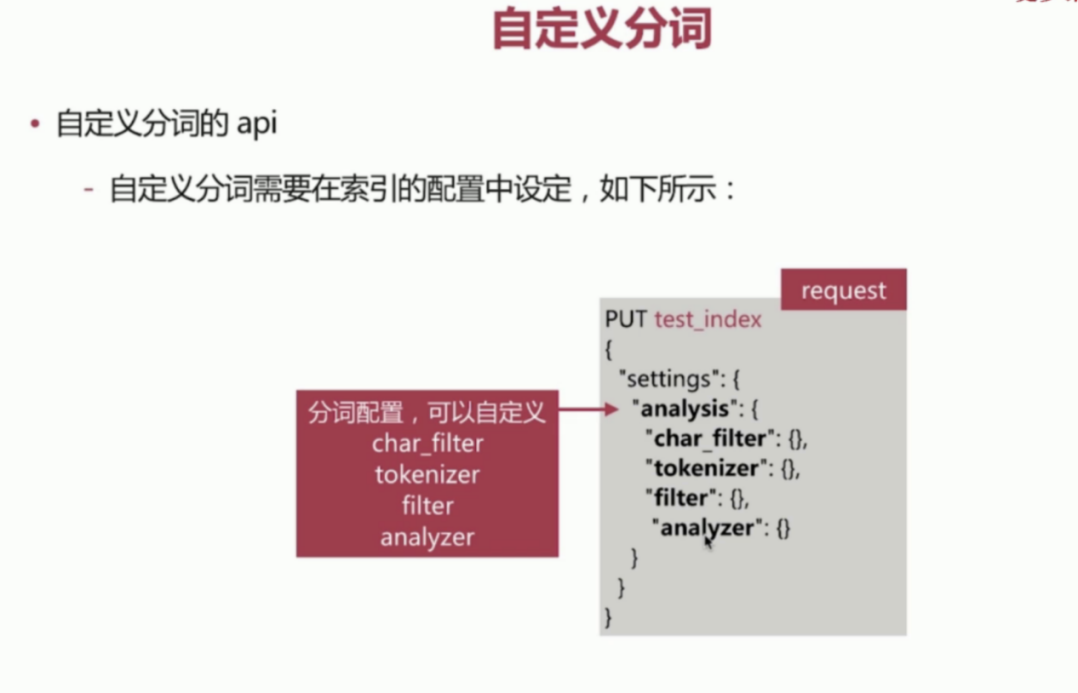 自定义分词
• 自定义分词的 api
- 自定义分词需要在索引的配置中设定，如下所示：
request
PUT test_index
{
"settings": {
"analysis": {
"char_filter": {},
"tokenizer": {},
"filter": {},
"analyzer": {}
}
}
}
分词配置，可以自定义
char_filter
tokenizer
filter
analyzer